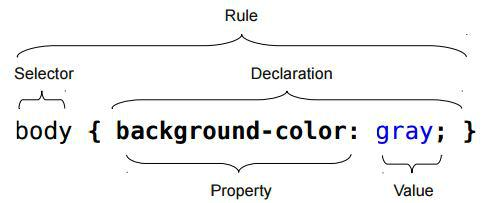 Rule
Selector Declaration
body { background-color: gray; }
Property Value